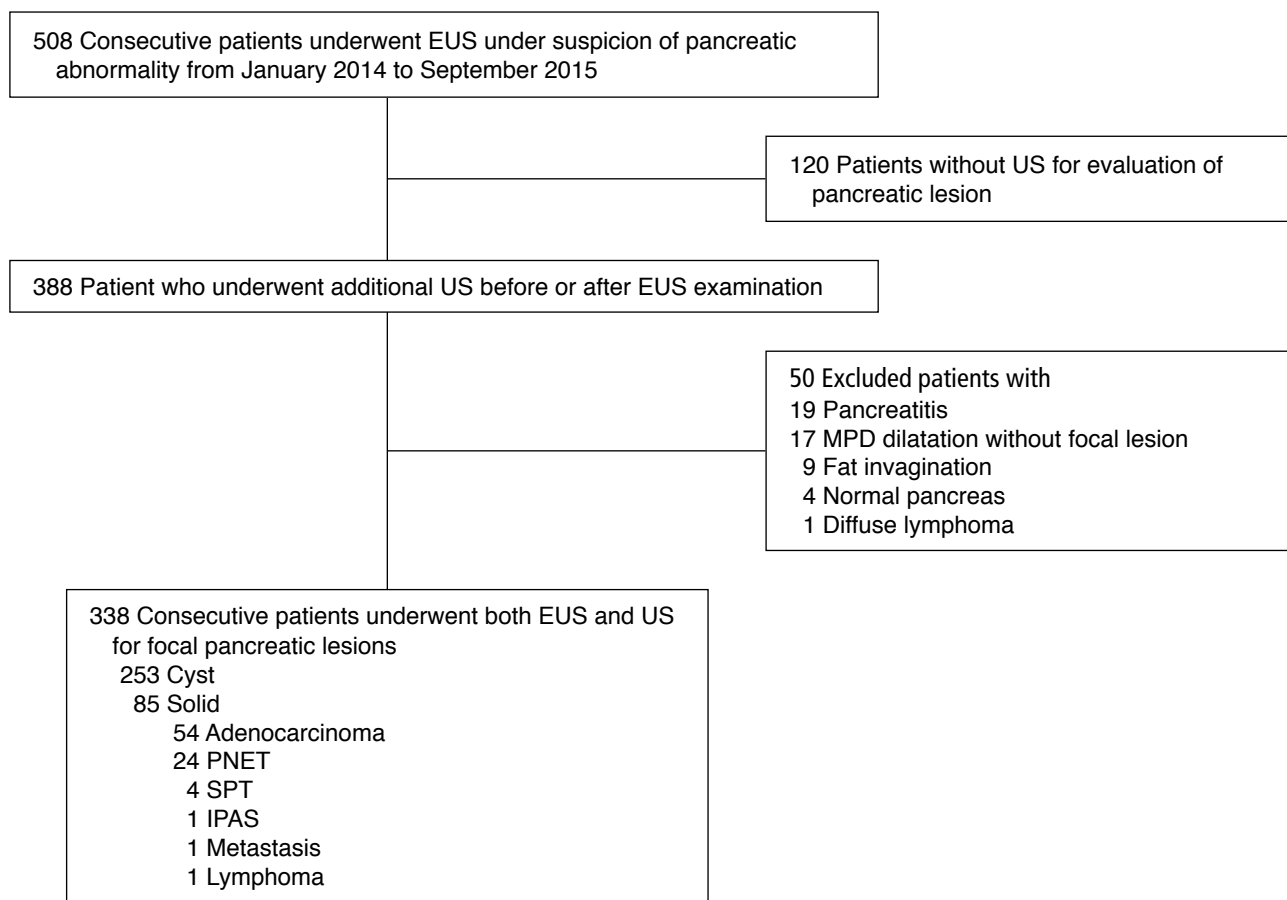 508 Consecutive patients underwent EUS under suspicion of pancreatic
abnormality from January 2014 to September 2015
120 Patients without US for evaluation of
pancreatic lesion
388 Patient who underwent additional US before or after EUS examination
50 Excluded patients with
19 Pancreatitis
17 MPD dilatation without focal lesion
9 Fat invagination
4 Normal pancreas
1 Diffuse lymphoma
338 Consecutive patients underwent both EUS and US
for focal pancreatic lesions
253 Cyst
85 Solid
54 Adenocarcinoma
24 PNET
4 SPT
1 IPAS
1 Metastasis
1 Lymphoma